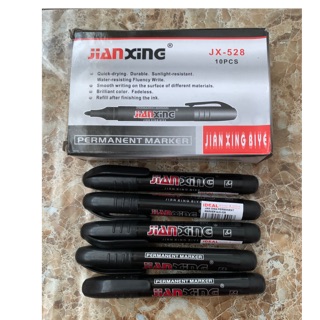 JIANXING®
JX-528
10PCS
Quick-drying. Durable. Sunlight-resistant.
Water-resisting Fluency Write.
Smooth writing on the surface of different materials.
Brilliant color. Fadeless.
Refill after finishing the ink.
JIANXING
PERMANENT MARKER
JIAN XING BIYE
JIANXING
IDEAL
JIANXING
PERMANENT MARKER
JIANXING
PERMANENT MARKER